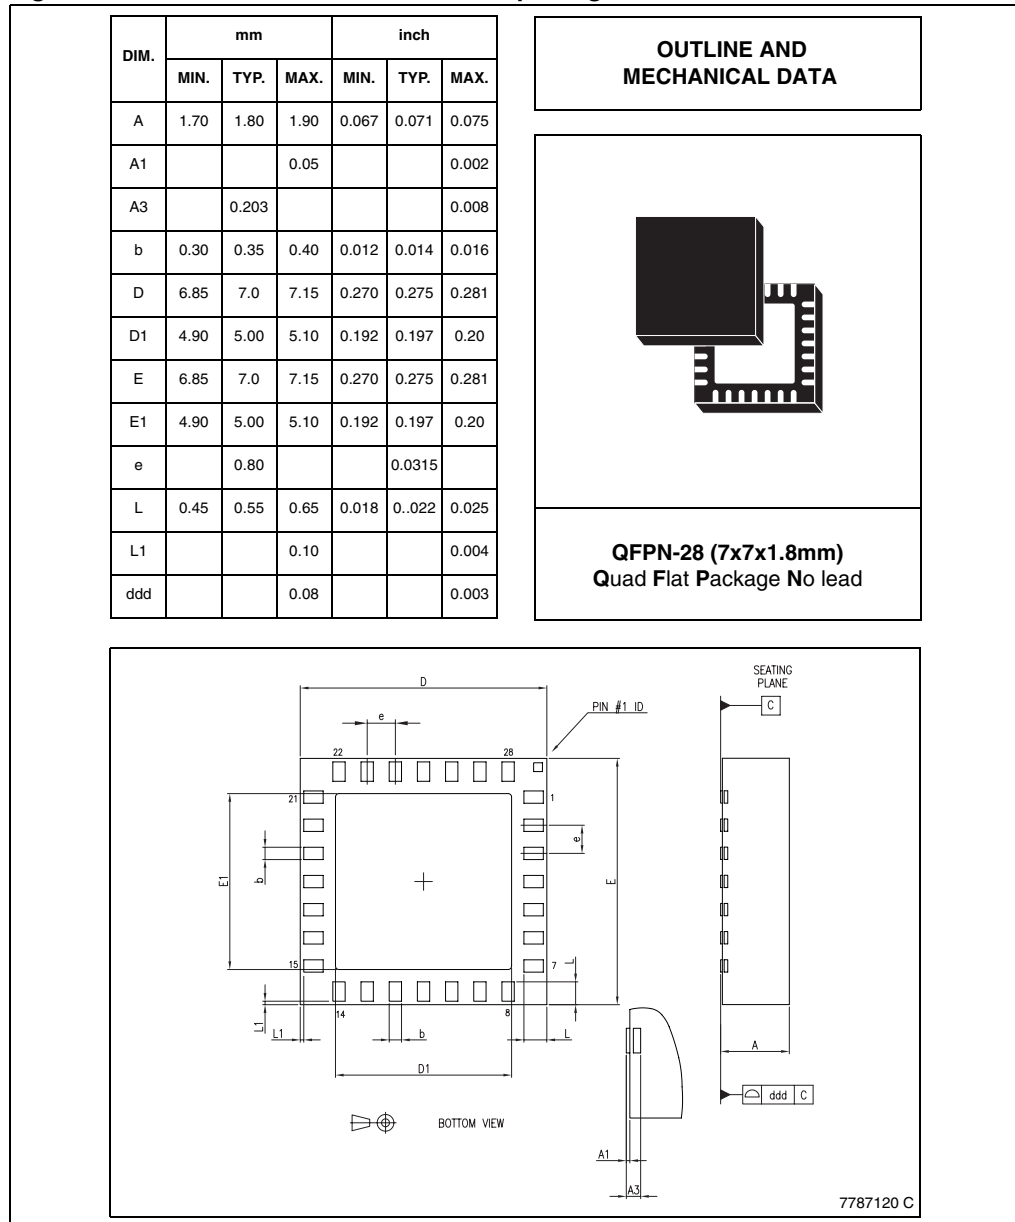 DIM. mm inch
MIN. TYP. MAX. MIN. TYP. MAX.
A 1.70 1.80 1.90 0.067 0.071 0.075
A1 0.05 0.002
A3 0.203 0.008
b 0.30 0.35 0.40 0.012 0.014 0.016
D 6.85 7.0 7.15 0.270 0.275 0.281
D1 4.90 5.00 5.10 0.192 0.197 0.20
E 6.85 7.0 7.15 0.270 0.275 0.281
E1 4.90 5.00 5.10 0.192 0.197 0.20
e 0.80 0.0315
L 0.45 0.55 0.65 0.018 0..022 0.025
L1 0.10 0.004
ddd 0.08 0.003
OUTLINE AND
MECHANICAL DATA
QFPN-28 (7x7x1.8mm)
Quad Flat Package No lead
D
PIN #1 ID
e
22 28
21 1
e
b
E1
E
15 7
L
L1
14 8
L1 b L
D1
BOTTOM VIEW
SEATING
PLANE
C
A
ddd C
A1
A3
7787120 C